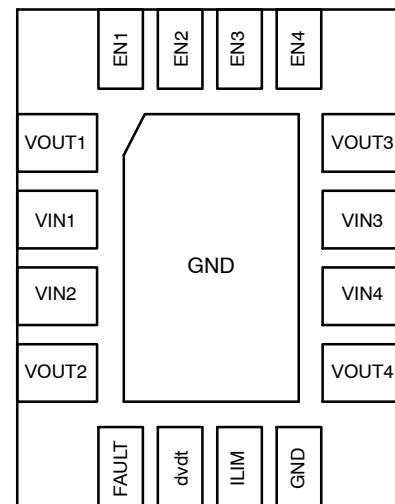 EN1
EN2
EN3
EN4
VOUT1
VOUT3
VIN1
VIN3
GND
VIN2
VIN4
VOUT2
VOUT4
FAULT
dvdt
ILIM
GND